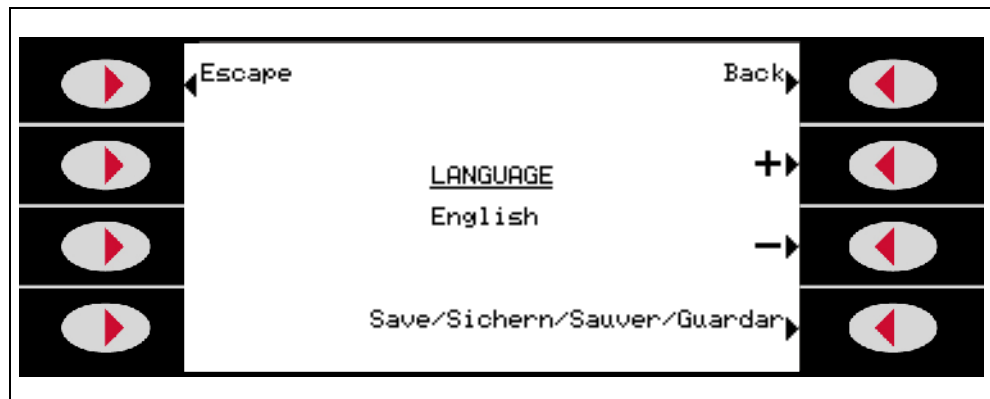 Escape
Back
+
LANGUAGE
English
−
Save/Sichern/Sauver/Guardar